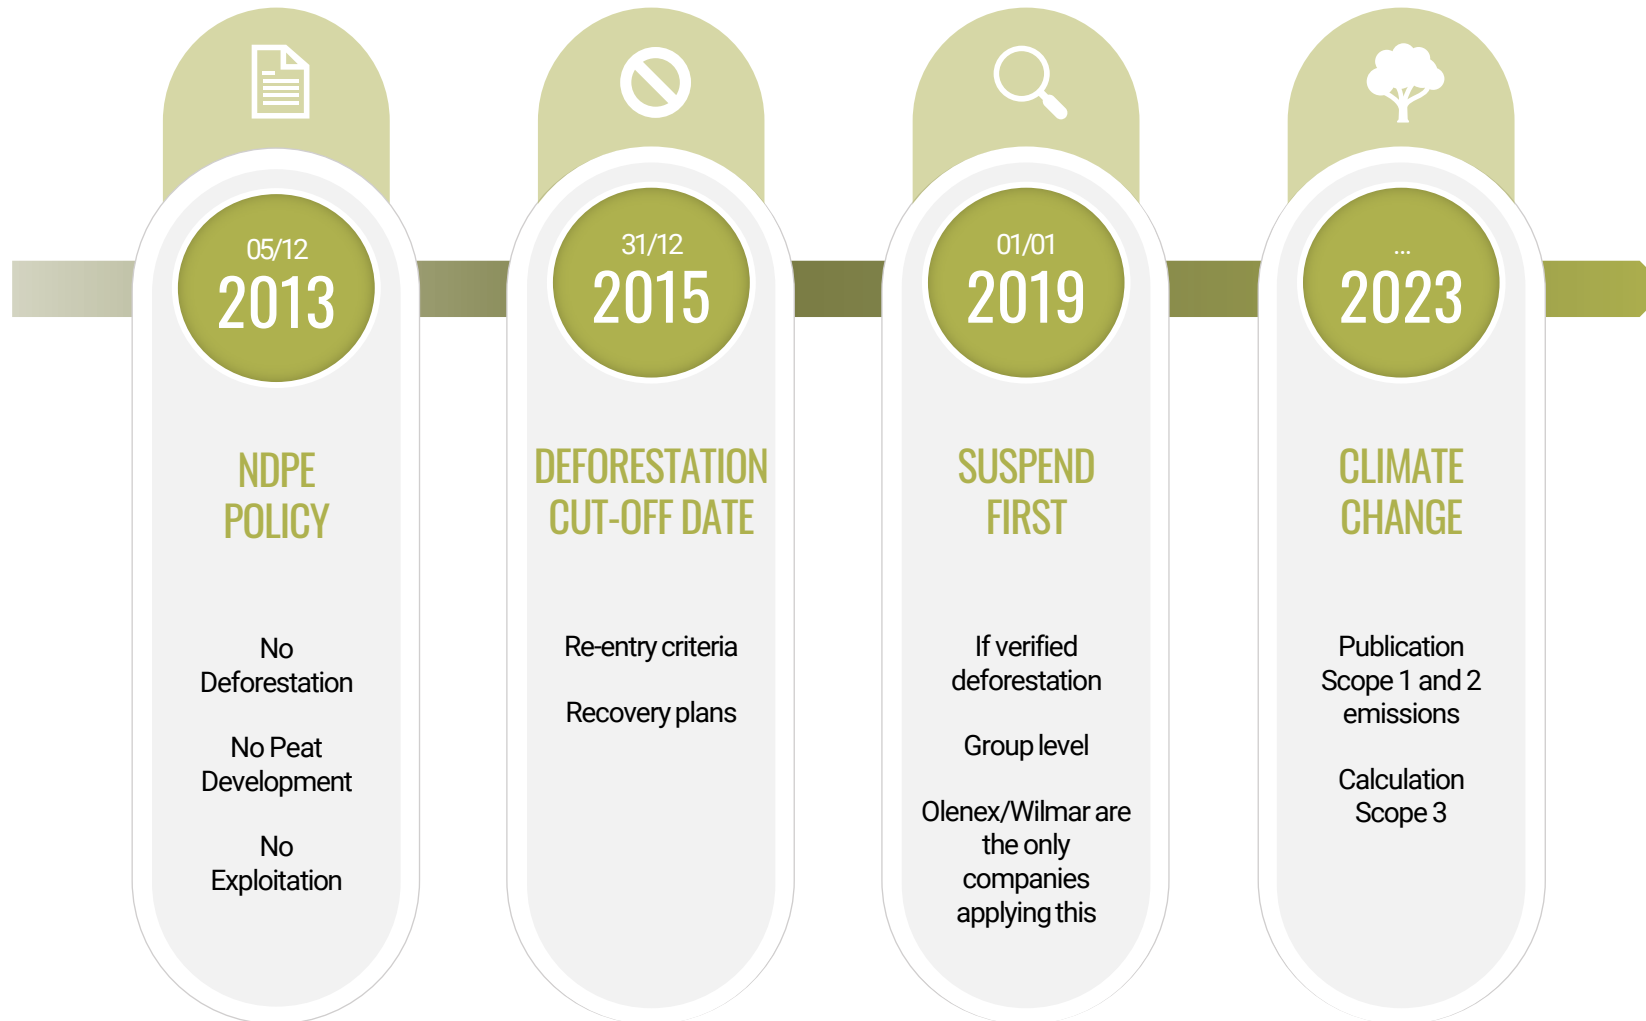 05/12
2013
NDPE
POLICY
No
Deforestation
No Peat
Development
No
Exploitation
31/12
2015
DEFORESTATION
CUT-OFF DATE
Re-entry criteria
Recovery plans
01/01
2019
SUSPEND
FIRST
If verified
deforestation
Group level
Olenex/Wilmar are
the only
companies
applying this
...
2023
CLIMATE
CHANGE
Publication
Scope 1 and 2
emissions
Calculation
Scope 3